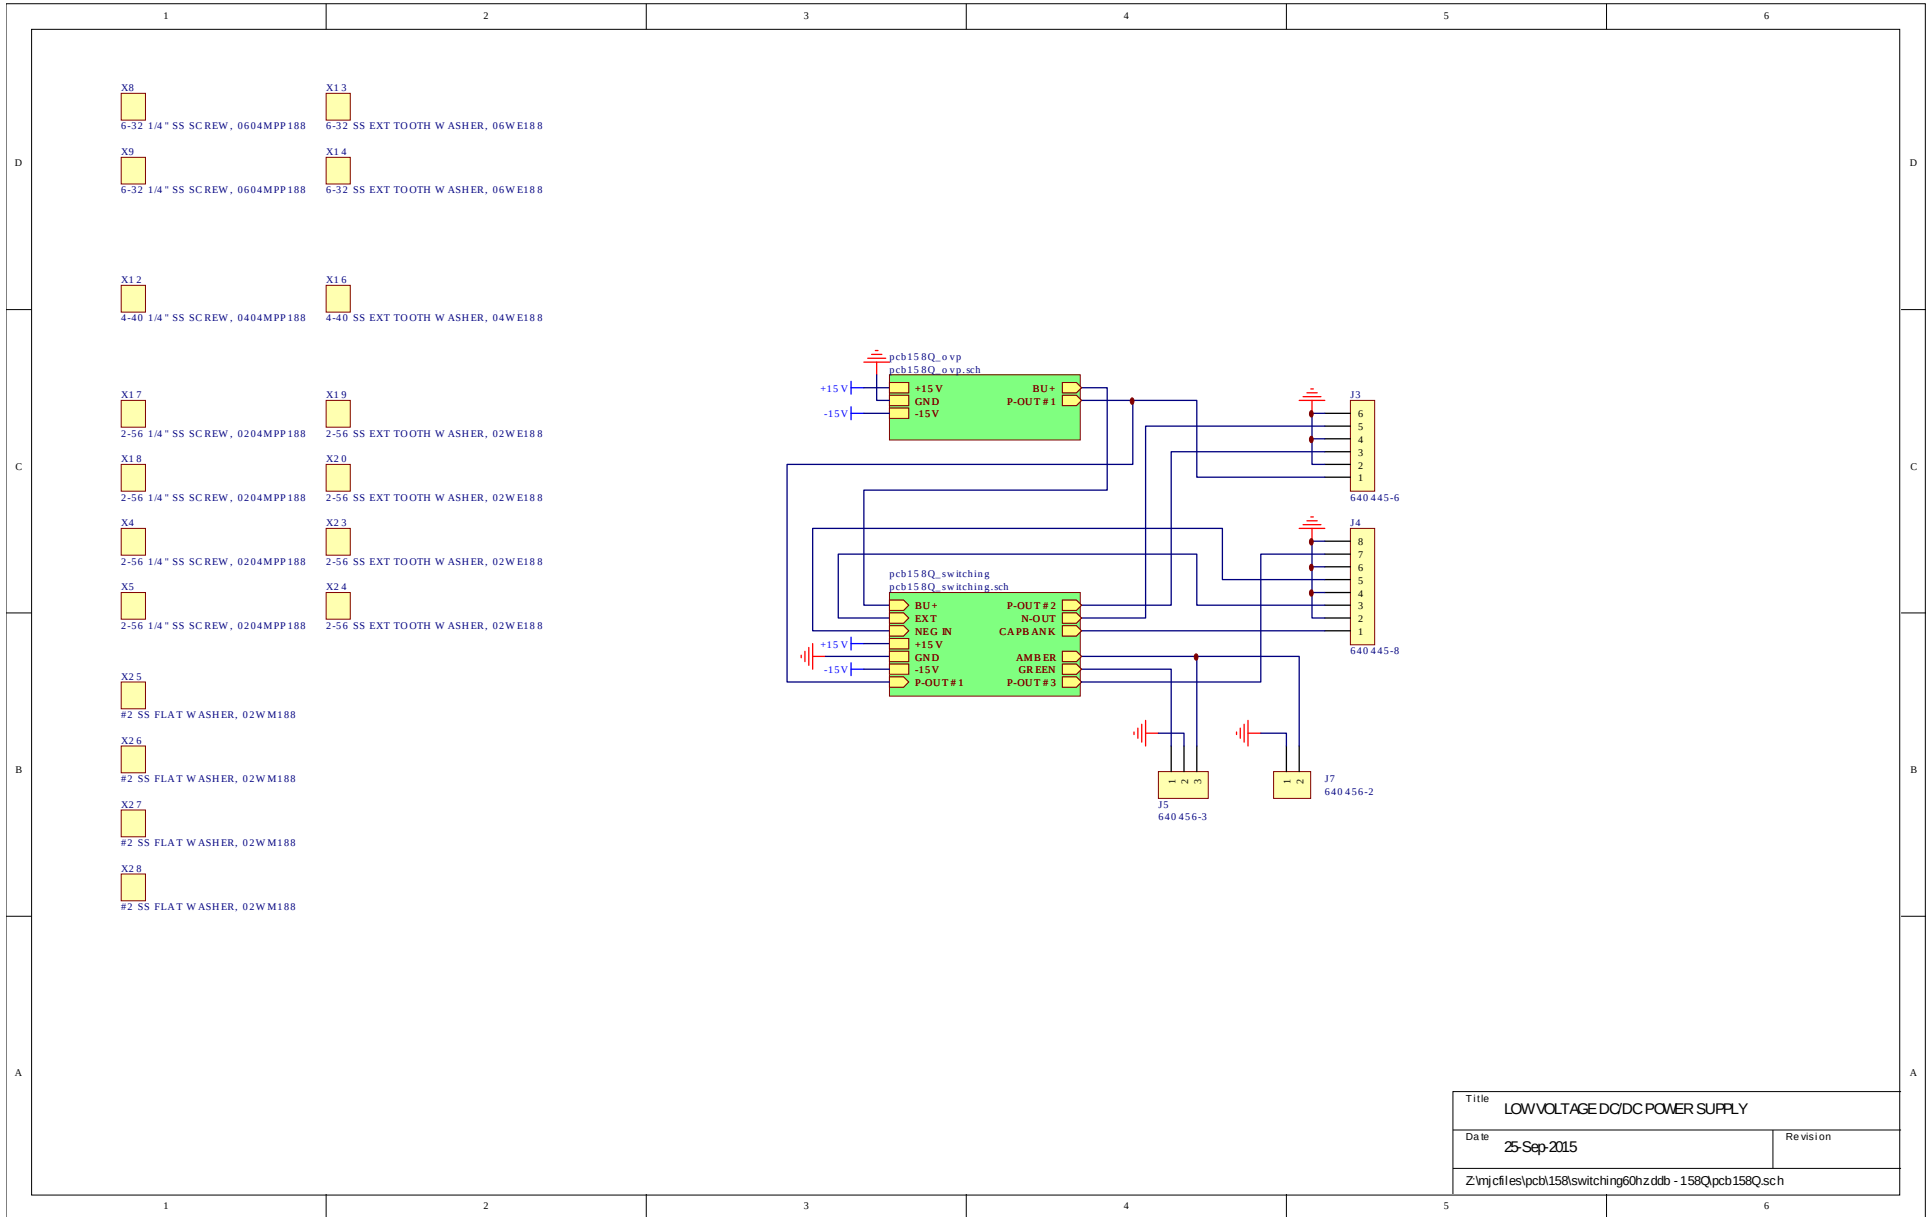 1 2 3 4 5 6
X8 X13
6-32 1/4" SS SCREW, 0604MPP188 6-32 SS EXT TOOTH WASHER, 06WE188
X9 X14
D D
6-32 1/4" SS SCREW, 0604MPP188 6-32 SS EXT TOOTH WASHER, 06WE188
X12 X16
4-40 1/4" SS SCREW, 0404MPP188 4-40 SS EXT TOOTH WASHER, 04WE188
X17 X19
2-56 1/4" SS SCREW, 0204MPP188 2-56 SS EXT TOOTH WASHER, 02WE188
X18 X20
C C
2-56 1/4" SS SCREW, 0204MPP188 2-56 SS EXT TOOTH WASHER, 02WE188
X4 X23
2-56 1/4" SS SCREW, 0204MPP188 2-56 SS EXT TOOTH WASHER, 02WE188
X5 X24
2-56 1/4" SS SCREW, 0204MPP188 2-56 SS EXT TOOTH WASHER, 02WE188
X25
#2 SS FLAT WASHER, 02WM188
X26
B B
#2 SS FLAT WASHER, 02WM188
X27
#2 SS FLAT WASHER, 02WM188
X28
#2 SS FLAT WASHER, 02WM188
A A
pcb158Q_ovp
pcb158Q_ovp.sch
+15V +15V BU+
GND P-OUT#1
-15V -15V
J3
6
5
4
3
2
1
640445-6
J4
8
7
6
5
4
3
2
1
640445-8
pcb158Q_switching
pcb158Q_switching.sch
BU+ P-OUT#2
EXT N-OUT
NEG IN CAPBANK
+15V +15V
GND AMBER
-15V -15V GREEN
P-OUT#1 P-OUT#3
1 2 3
J5
640456-3
1 2
J7
640456-2
Title LOW VOLTAGE DC/DC POWER SUPPLY
Date 25-Sep-2015 Revision
Z:\mjcfiles\pcb\158\switching60hz.ddb - 158Q\pcb158Q.sch
1 2 3 4 5 6